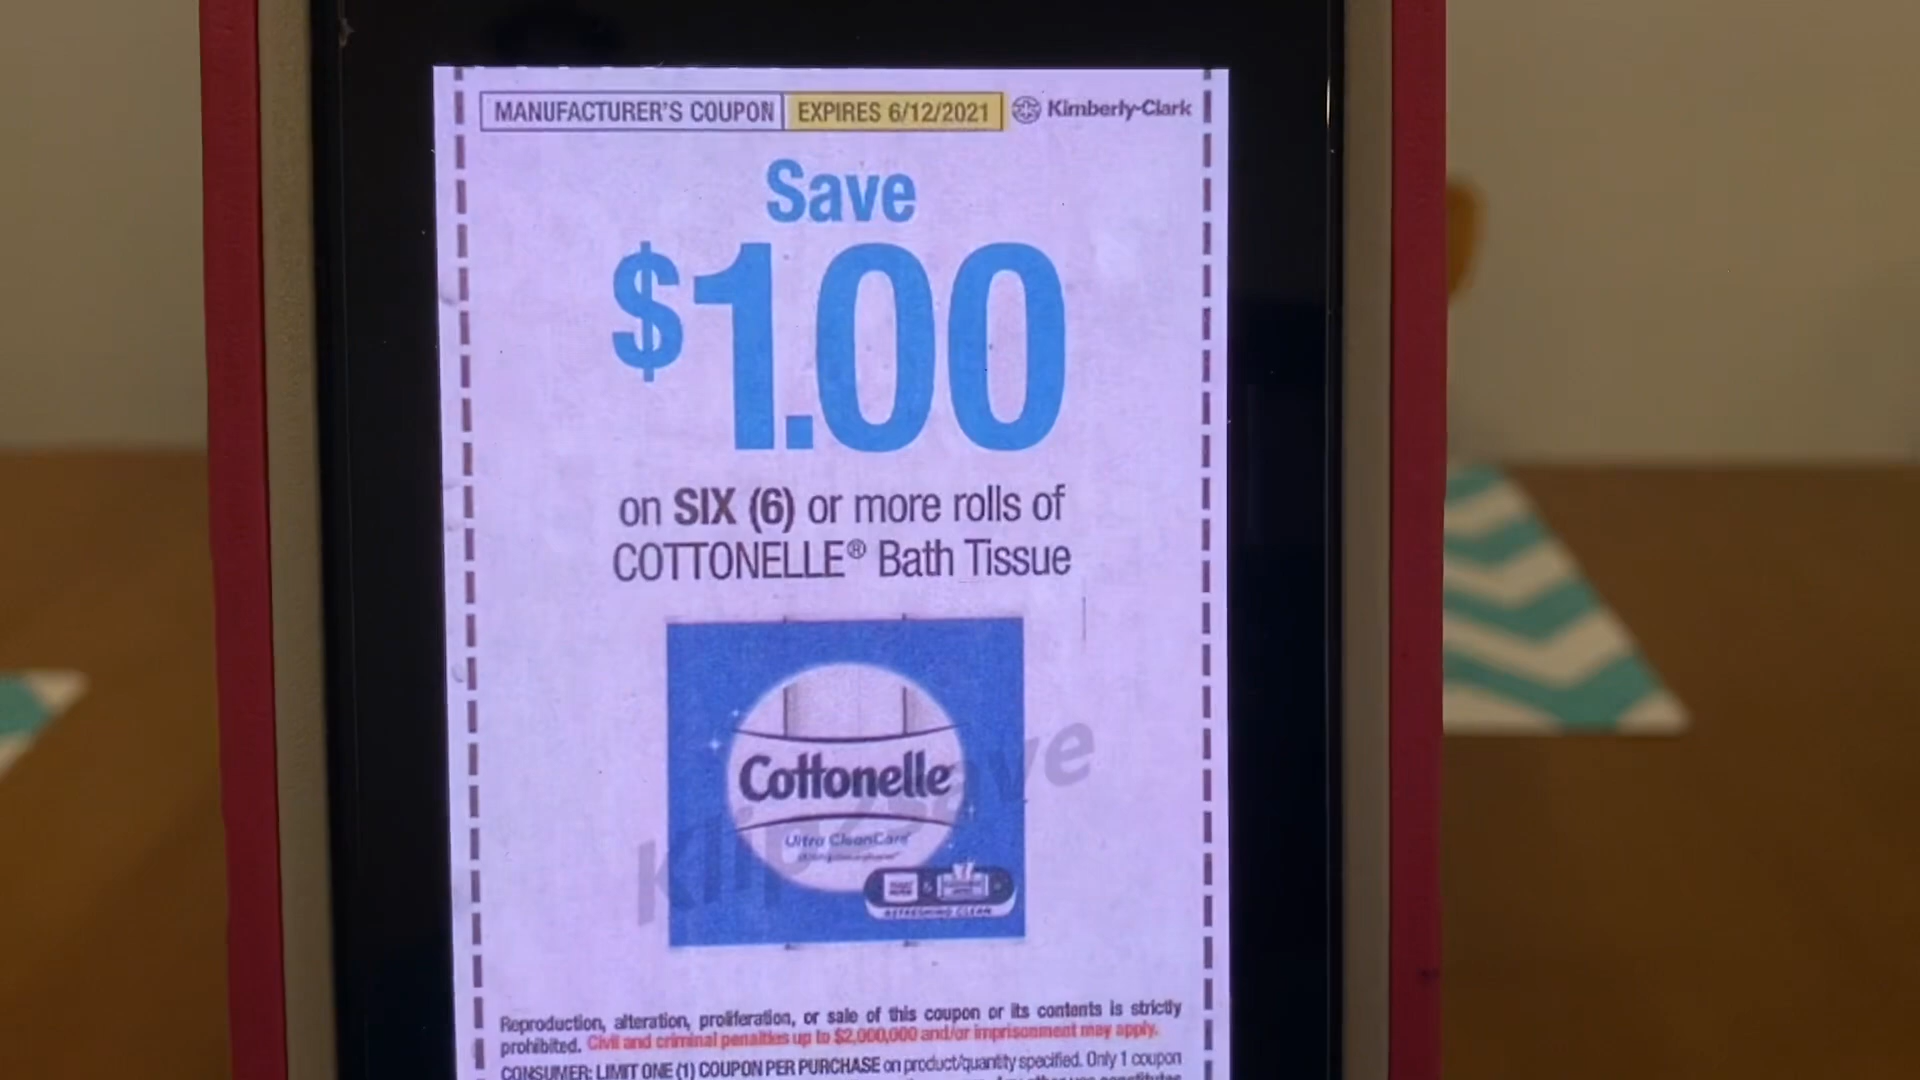 MANUFACTURER'S COUPON EXPIRES 6/12/2021 Kimberly-Clark
Save
$1.00
on SIX (6) or more rolls of
COTTONELLE® Bath Tissue
Cottonelle
Ultra CleanCare
REFRESHING CLEAN
Reproduction, alteration, proliferation, or sale of this coupon or its contents is strictly
prohibited. Civil and criminal penalties up to $2,000,000 and/or imprisonment may apply.
CONSUMER: LIMIT ONE (1) COUPON PER PURCHASE on product/quantity specified. Only 1 coupon